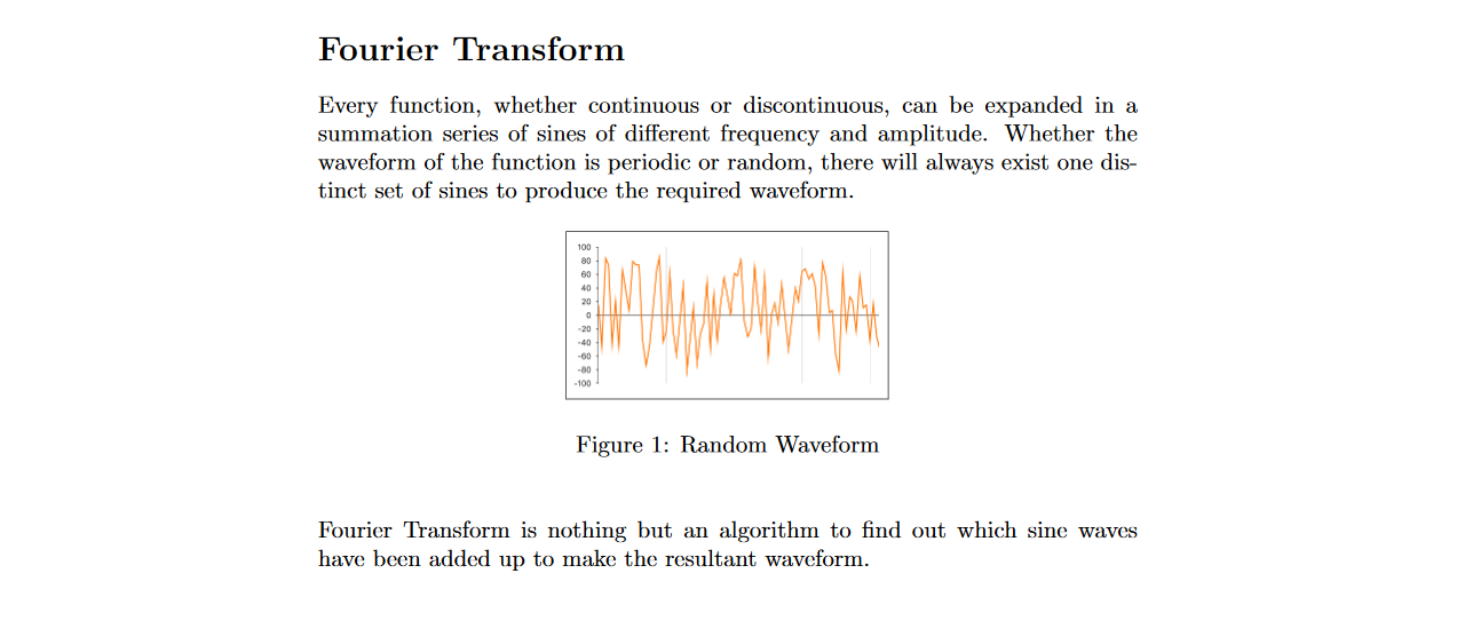 Fourier Transform
Every function, whether continuous or discontinuous, can be expanded in a
summation series of sines of different frequency and amplitude. Whether the
waveform of the function is periodic or random, there will always exist one dis-
tinct set of sines to produce the required waveform.
100
80
60
40
20
0
-20
-40
-60
-80
-100
Figure 1: Random Waveform
Fourier Transform is nothing but an algorithm to find out which sine waves
have been added up to make the resultant waveform.